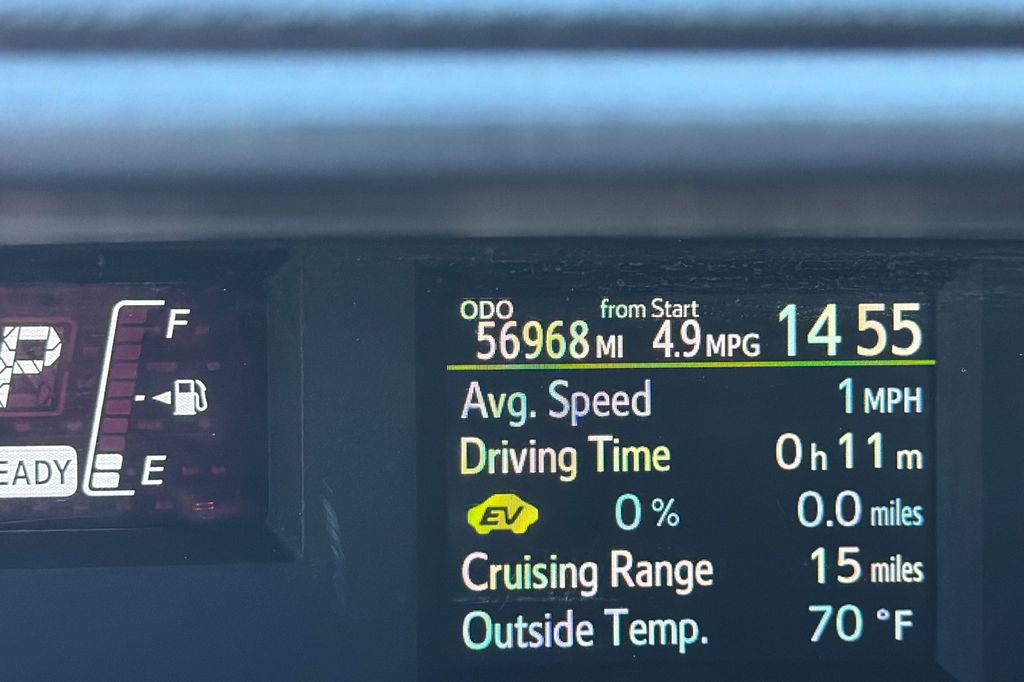 P
F
E
EADY
ODO from Start
56968 MI 4.9 MPG 14 55
Avg. Speed 1 MPH
Driving Time 0 h 11 m
EV 0 % 0.0 miles
Cruising Range 15 miles
Outside Temp. 70 °F